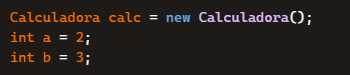 Calculadora calc = new Calculadora();
int a = 2;
int b = 3;